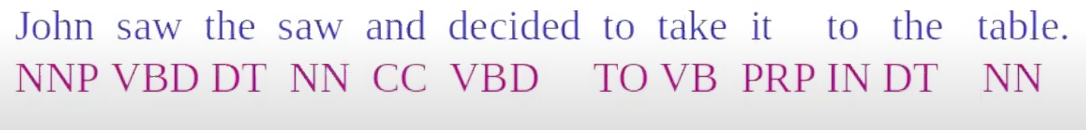 John saw the saw and decided to take it to the table.
NNP VBD DT NN CC VBD TO VB PRP IN DT NN